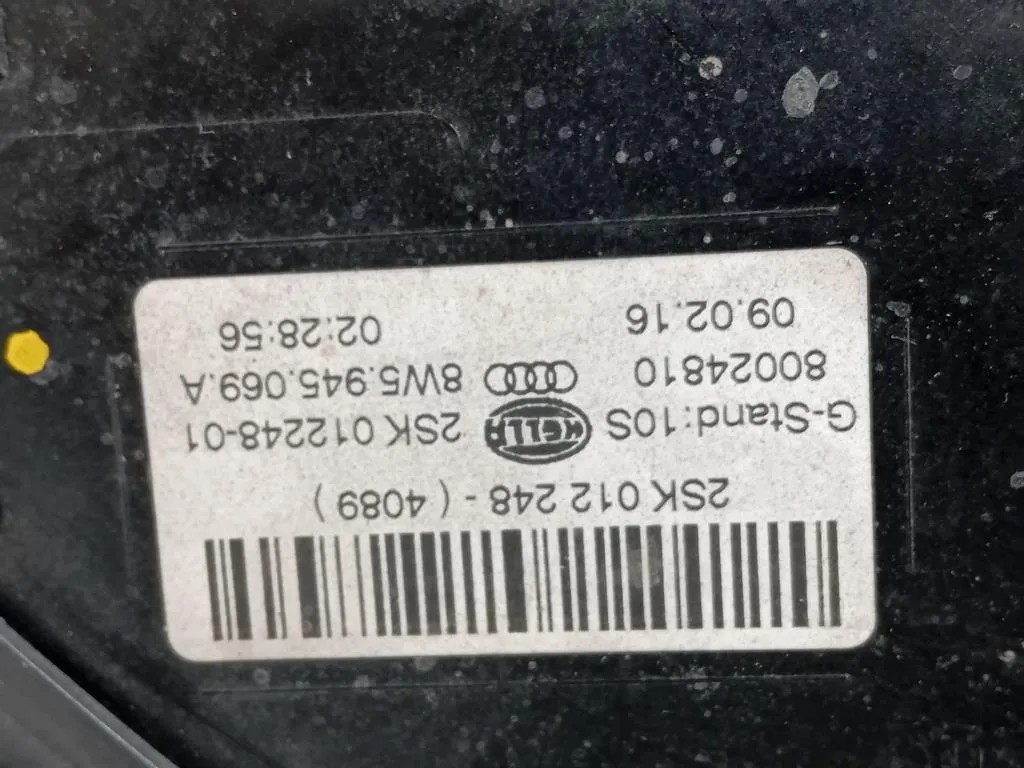 2SK 012 248 - ( 4089 )
G-Stand:10S HELLA 2SK 012248-01
80024810 8W5.945.069.A
09.02.16 02:28:56